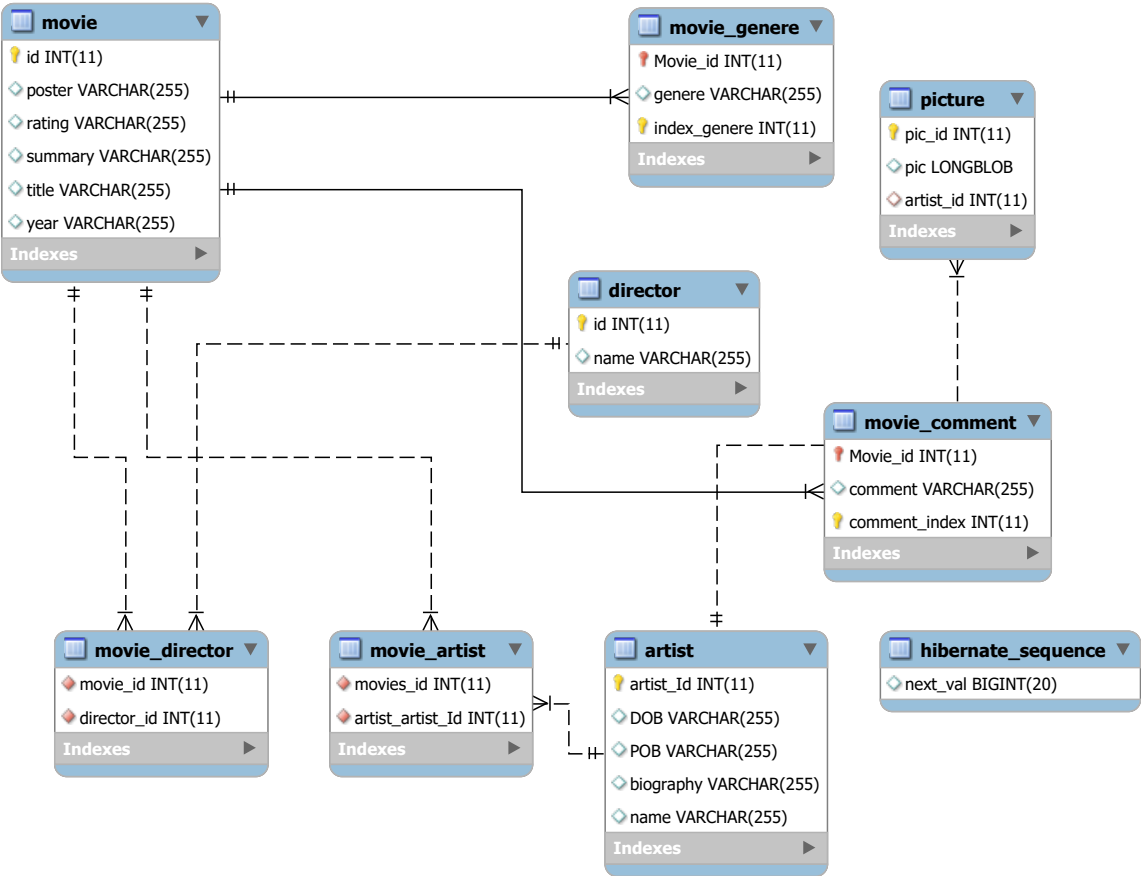 movie
id INT(11)
poster VARCHAR(255)
rating VARCHAR(255)
summary VARCHAR(255)
title VARCHAR(255)
year VARCHAR(255)
Indexes
movie_genere
Movie_id INT(11)
genere VARCHAR(255)
index_genere INT(11)
Indexes
picture
pic_id INT(11)
pic LONGBLOB
artist_id INT(11)
Indexes
director
id INT(11)
name VARCHAR(255)
Indexes
movie_comment
Movie_id INT(11)
comment VARCHAR(255)
comment_index INT(11)
Indexes
movie_director
movie_id INT(11)
director_id INT(11)
Indexes
movie_artist
movies_id INT(11)
artist_artist_Id INT(11)
Indexes
artist
artist_Id INT(11)
DOB VARCHAR(255)
POB VARCHAR(255)
biography VARCHAR(255)
name VARCHAR(255)
Indexes
hibernate_sequence
next_val BIGINT(20)